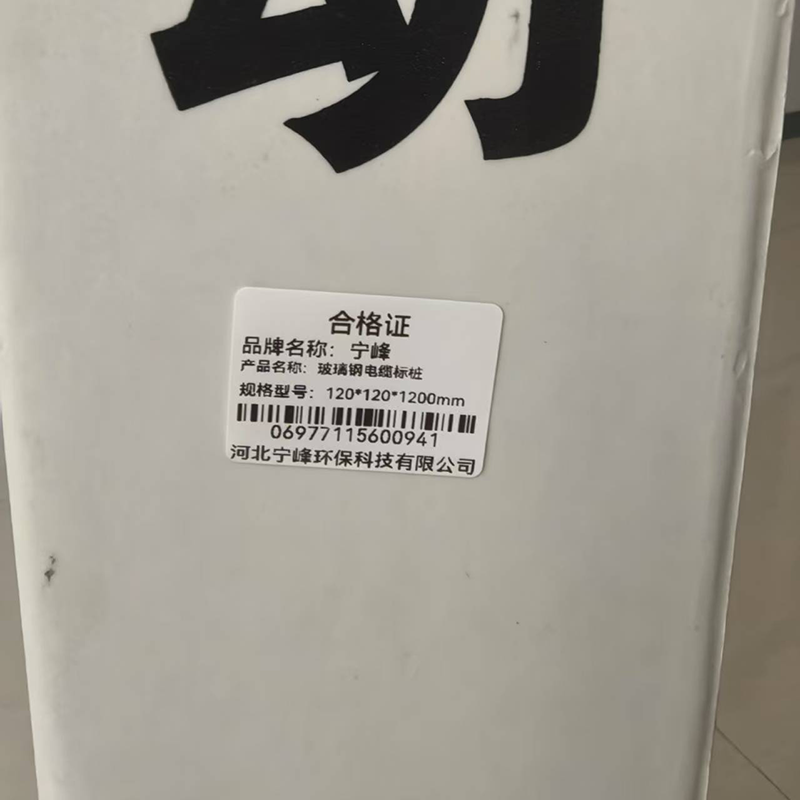 合格证
品牌名称：宁峰
产品名称：玻璃钢电缆标桩
规格型号：120*120*1200mm
06977115600941
河北宁峰环保科技有限公司